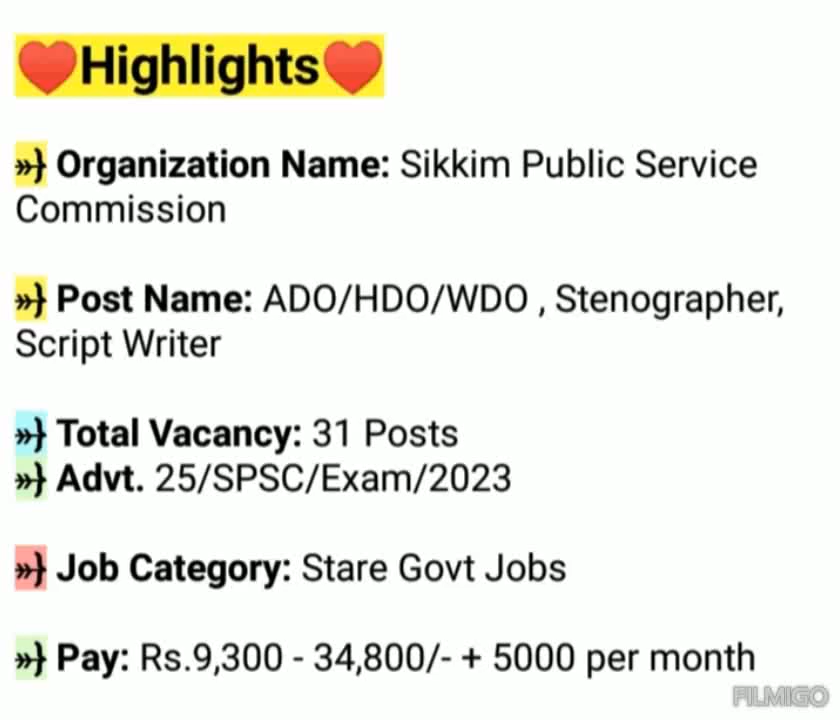 ♥️Highlights♥️
»} Organization Name: Sikkim Public Service
Commission
»} Post Name: ADO/HDO/WDO , Stenographer,
Script Writer
»} Total Vacancy: 31 Posts
»} Advt. 25/SPSC/Exam/2023
»} Job Category: Stare Govt Jobs
»} Pay: Rs.9,300 - 34,800/- + 5000 per month
FILMIGO